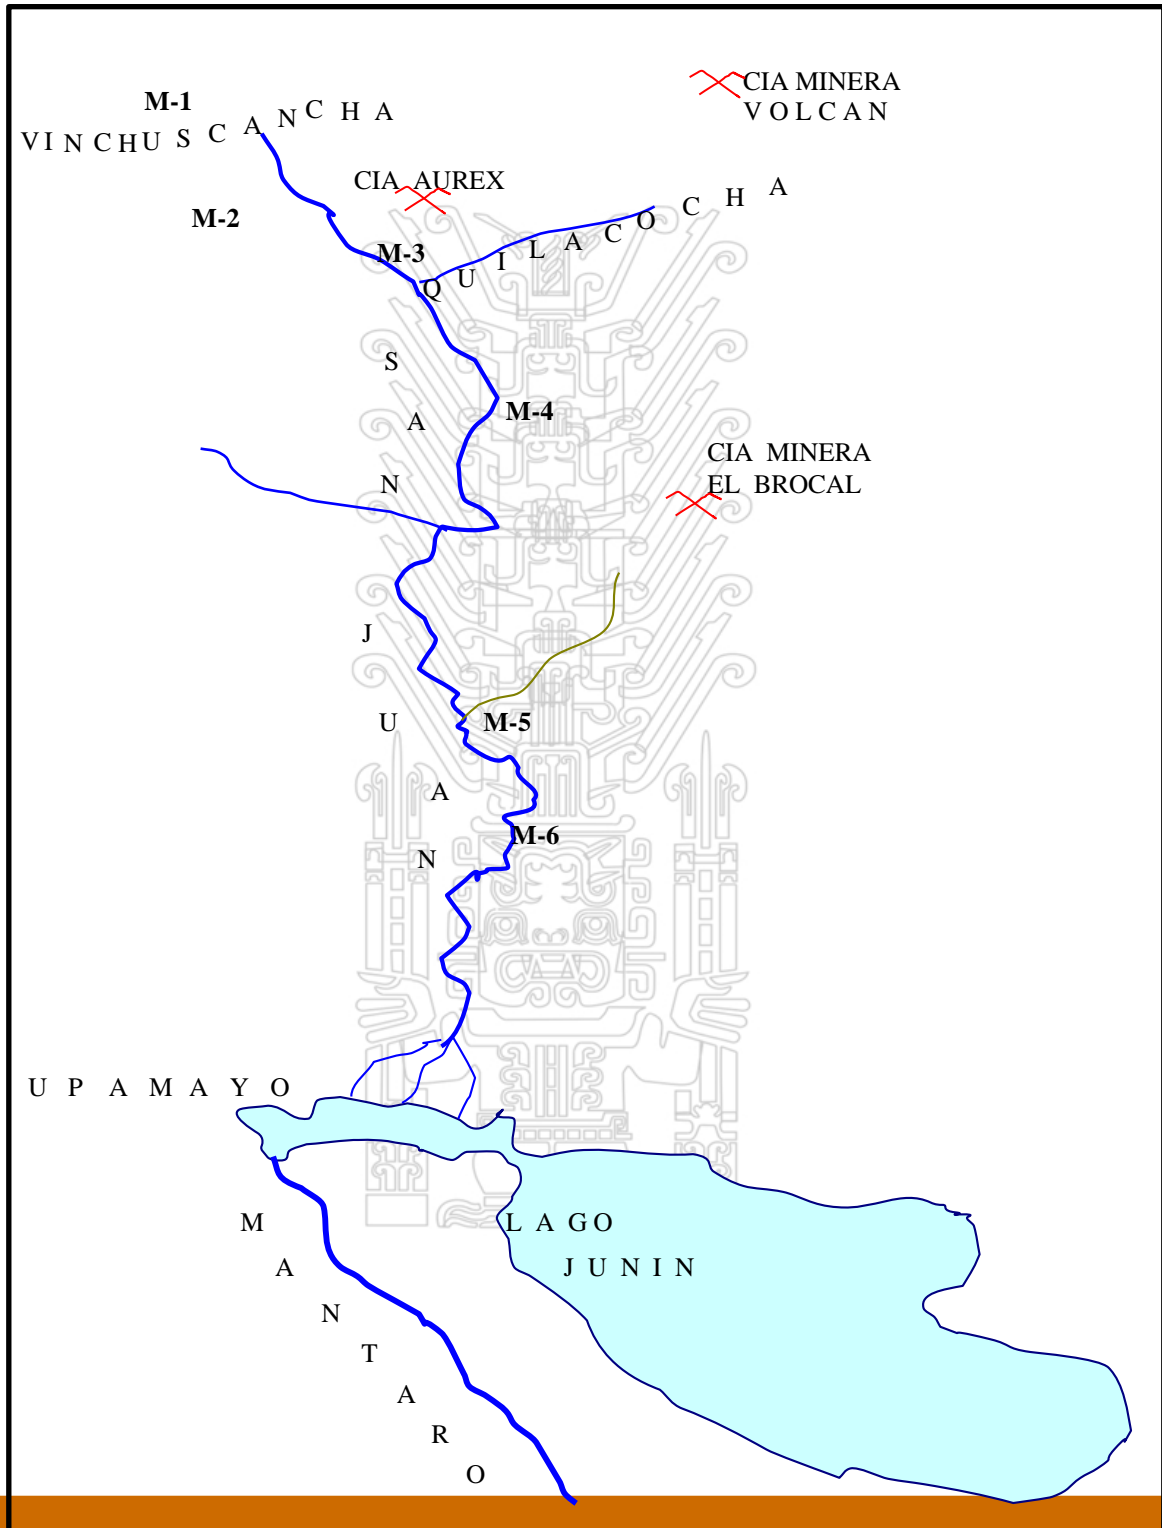 CIA MINERA
VOLCAN
M-1
VINCHUSCANCHA
CIA AUREX
M-2
M-3
QUILACOCHA
SAN JUAN
M-4
CIA MINERA
EL BROCAL
M-5
M-6
UPAMAYO
LAGO
JUNIN
MANTARO